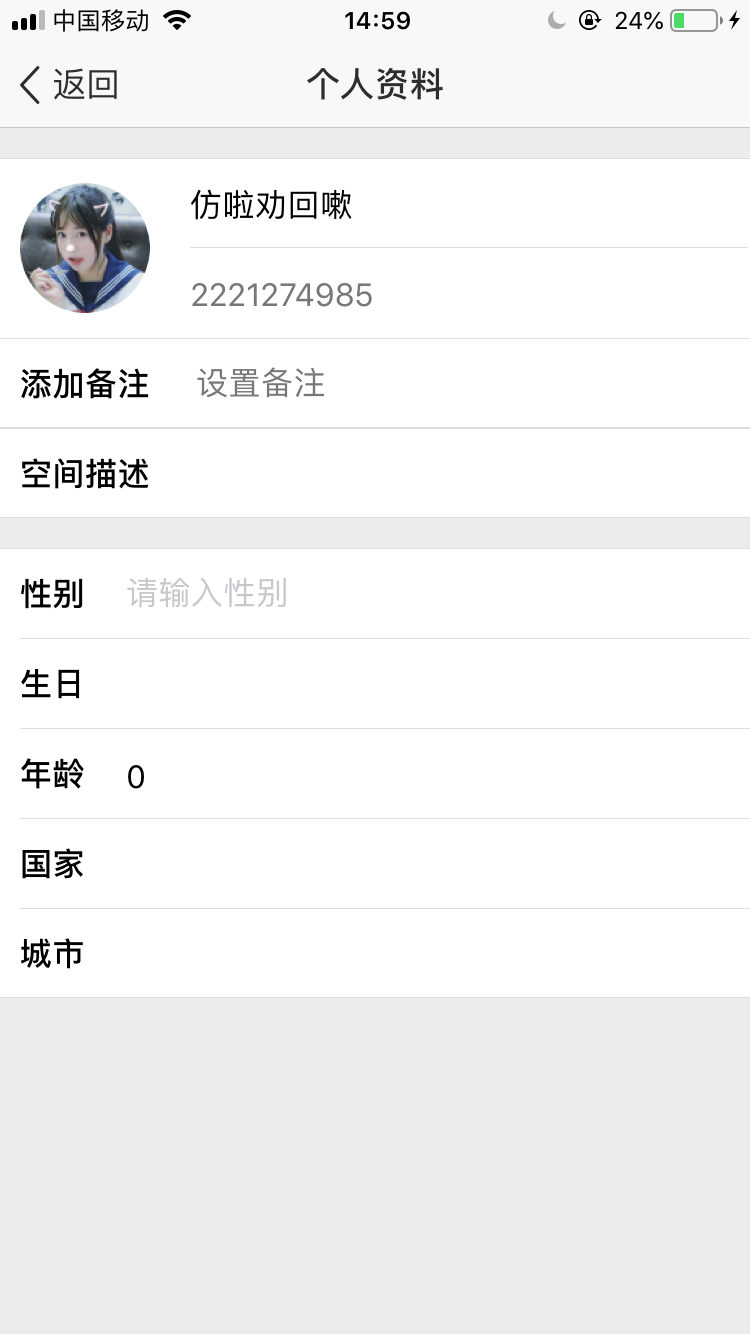 中国移动 14:59 24%
返回 个人资料
仿啦劝回嗽
2221274985
添加备注 设置备注
空间描述
性别 请输入性别
生日
年龄 0
国家
城市